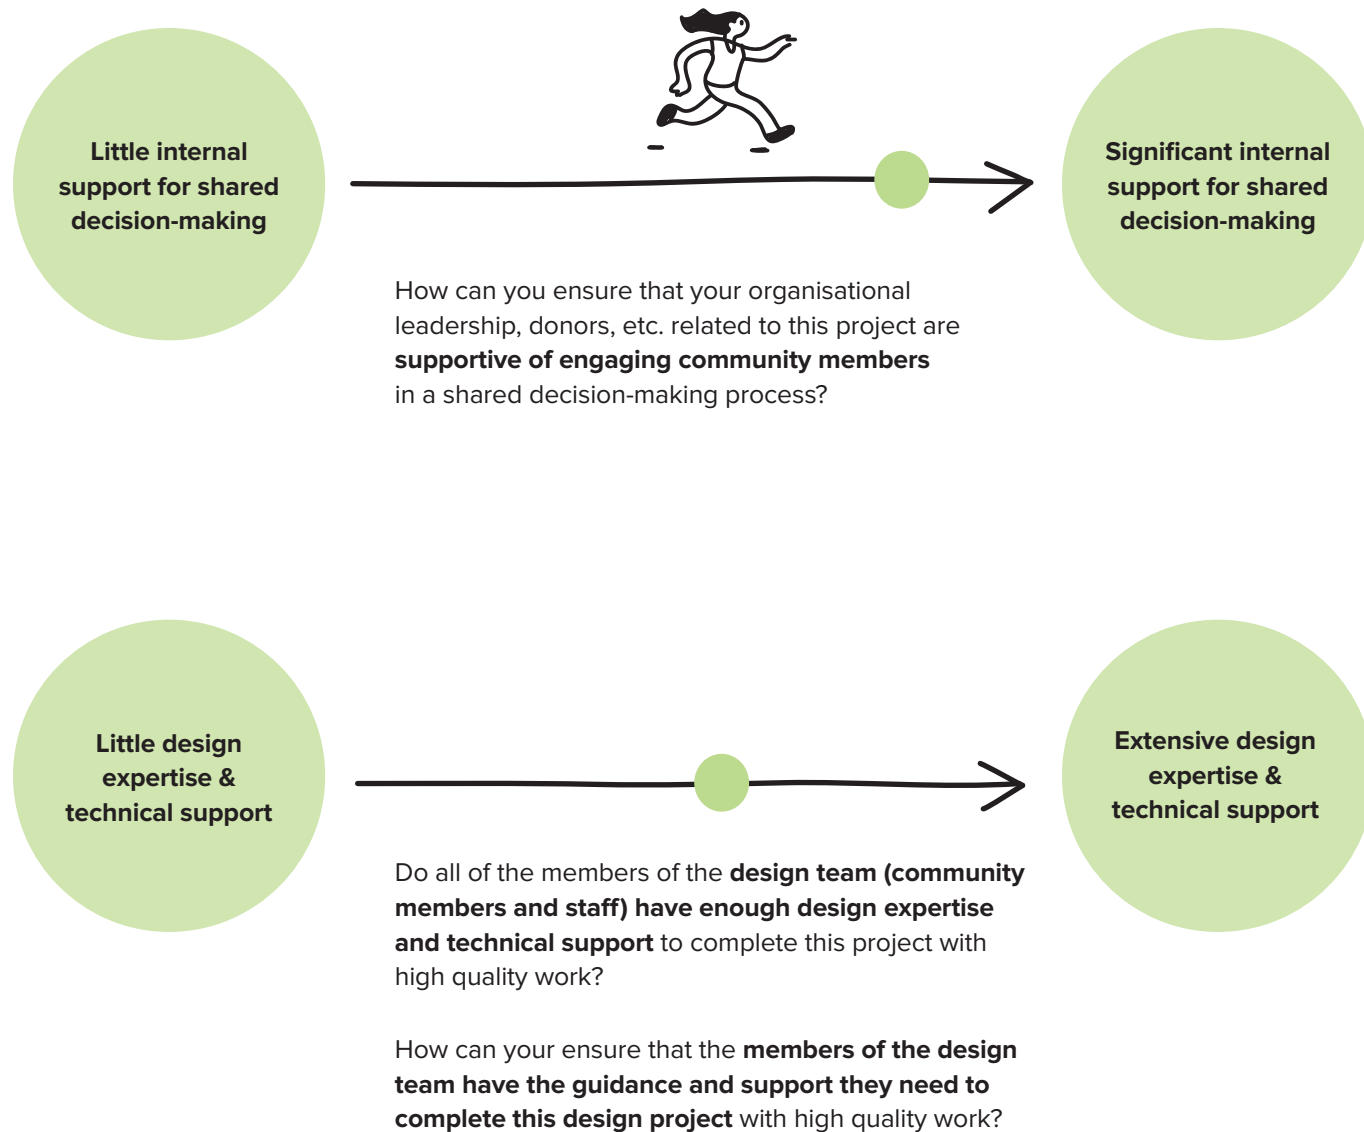 Little internal
support for shared
decision-making
Significant internal
support for shared
decision-making
How can you ensure that your organisational
leadership, donors, etc. related to this project are
supportive of engaging community members
in a shared decision-making process?
Little design
expertise &
technical support
Extensive design
expertise &
technical support
Do all of the members of the design team (community
members and staff) have enough design expertise
and technical support to complete this project with
high quality work?
How can your ensure that the members of the design
team have the guidance and support they need to
complete this design project with high quality work?